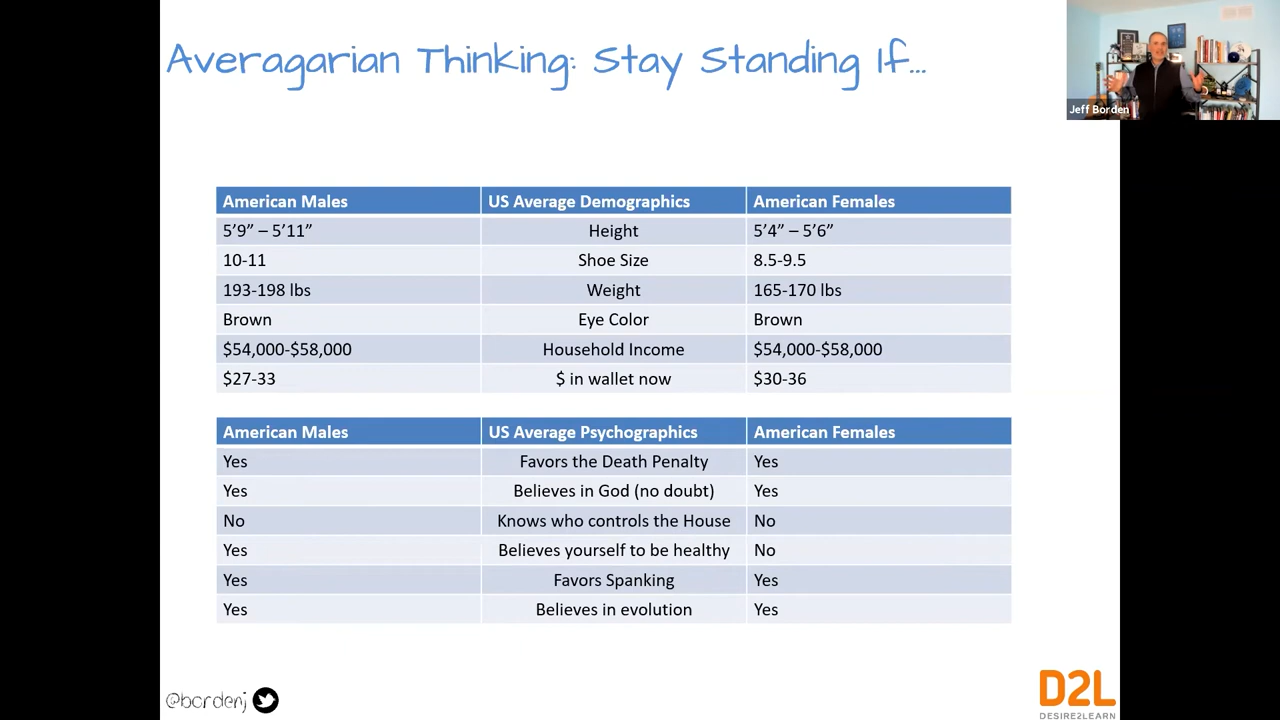 Averagarian Thinking: Stay Standing If...
Jeff Borden
American Males US Average Demographics American Females
5’9” – 5’11” Height 5’4” – 5’6”
10-11 Shoe Size 8.5-9.5
193-198 lbs Weight 165-170 lbs
Brown Eye Color Brown
$54,000-$58,000 Household Income $54,000-$58,000
$27-33 $ in wallet now $30-36
American Males US Average Psychographics American Females
Yes Favors the Death Penalty Yes
Yes Believes in God (no doubt) Yes
No Knows who controls the House No
Yes Believes yourself to be healthy No
Yes Favors Spanking Yes
Yes Believes in evolution Yes
@bordenj
D2L
DESIRE2LEARN